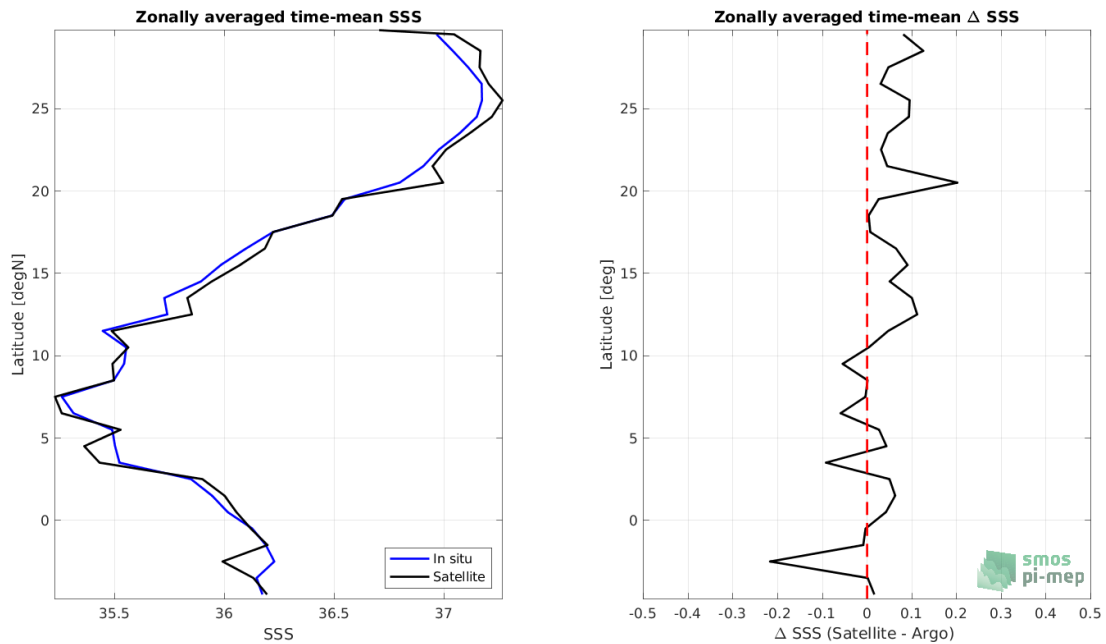 Zonally averaged time-mean SSS
Latitude [degN]
25
20
15
10
5
0
35.5 36 36.5 37
SSS
In situ
Satellite
Zonally averaged time-mean Δ SSS
Latitude [deg]
25
20
15
10
5
0
-0.5 -0.4 -0.3 -0.2 -0.1 0 0.1 0.2 0.3 0.4 0.5
Δ SSS (Satellite - Argo)
smos
pi-mep